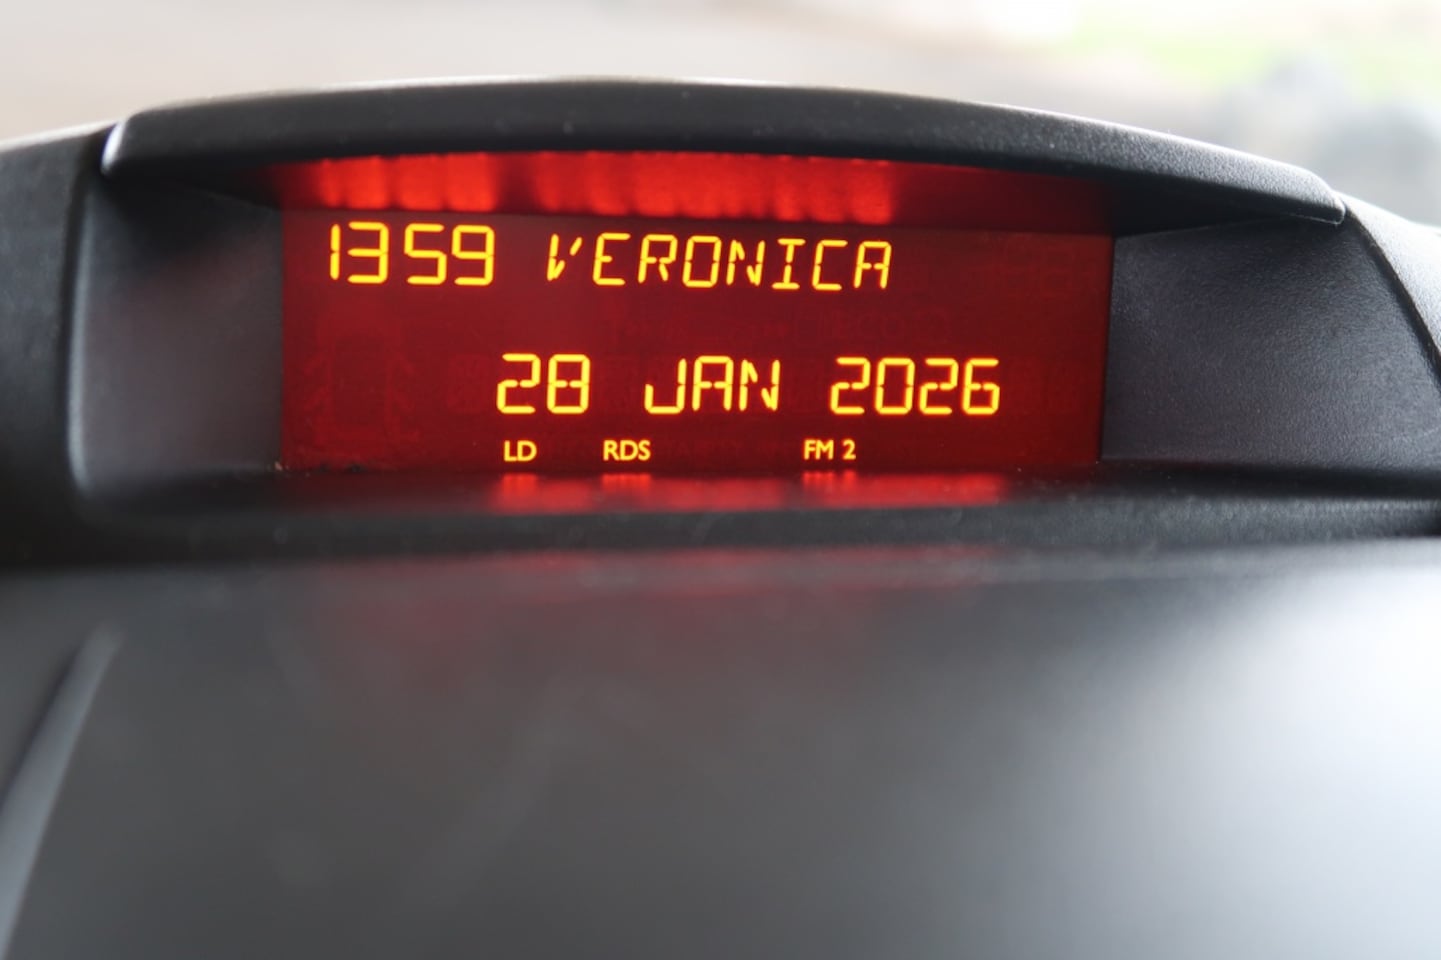 1359 VERONICA
28 JAN 2026
LD RDS FM 2